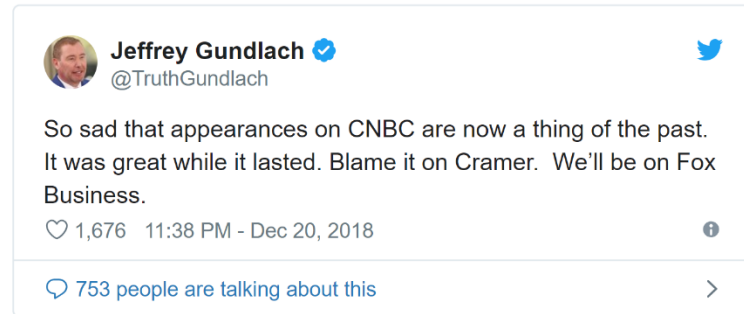 Jeffrey Gundlach
@TruthGundlach
So sad that appearances on CNBC are now a thing of the past.
It was great while it lasted. Blame it on Cramer.  We’ll be on Fox
Business.
1,676 11:38 PM - Dec 20, 2018
753 people are talking about this